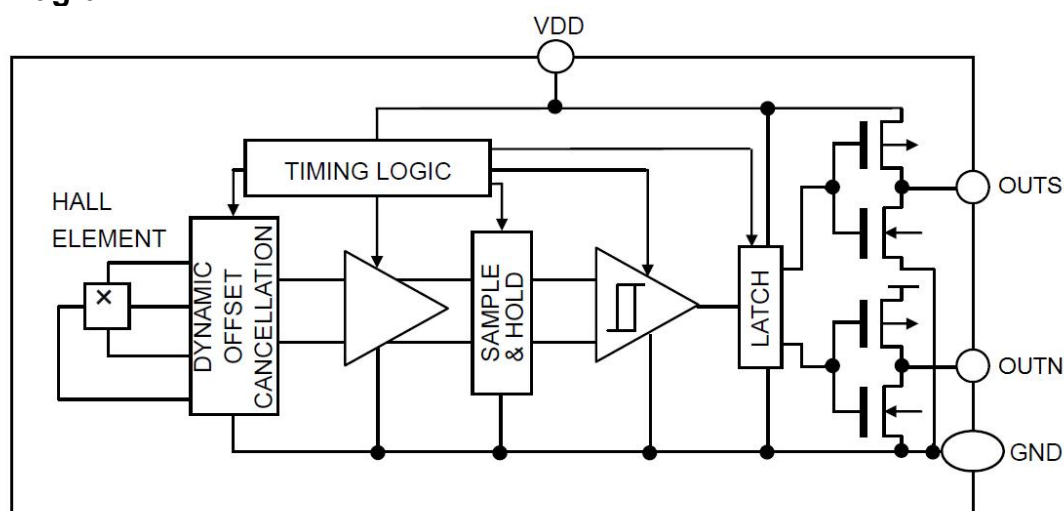 VDD
TIMING LOGIC
HALL
ELEMENT
DYNAMIC
OFFSET
CANCELLATION
SAMPLE
& HOLD
LATCH
OUTS
OUTN
GND